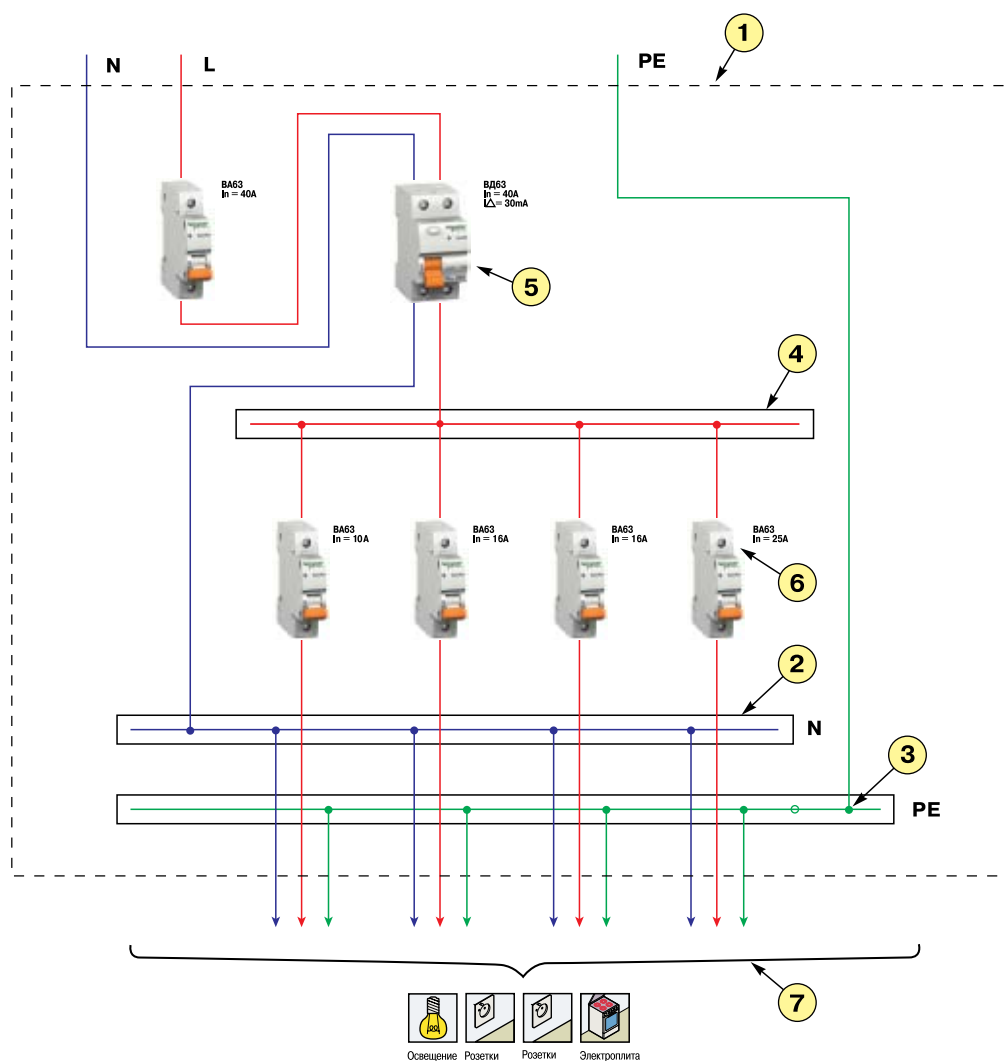 1
N
L
PE
ВА63
In = 40A
ВД63
In = 40A
I△= 30mA
5
4
ВА63
In = 10A
ВА63
In = 16A
ВА63
In = 16A
ВА63
In = 25A
6
2
N
3
PE
7
Освещение
Розетки
Розетки
Электроплита